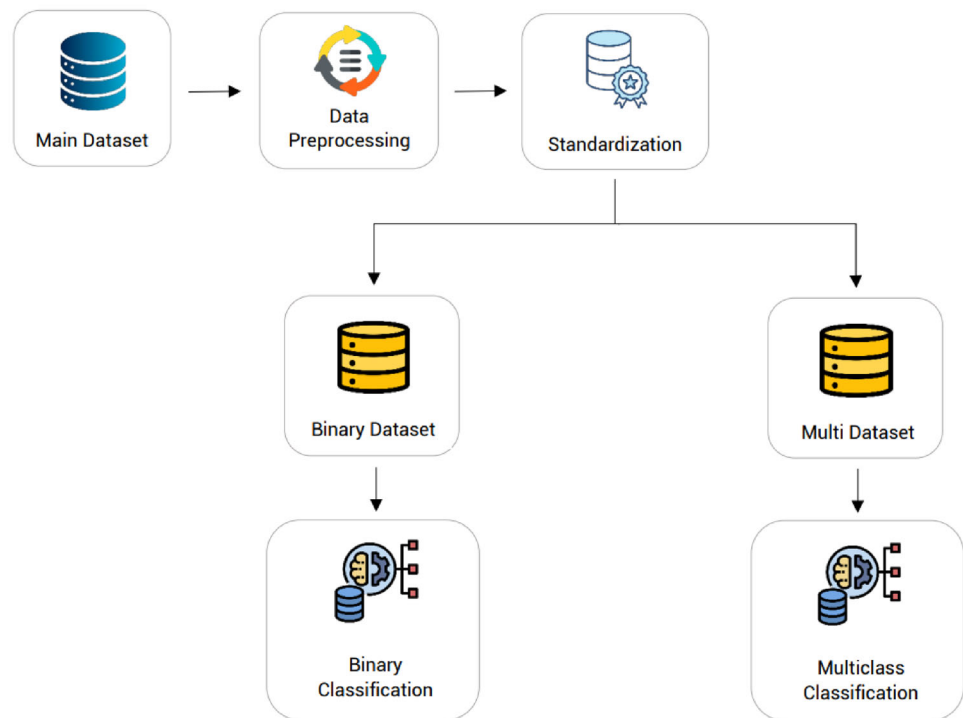 Main Dataset
Data
Preprocessing
Standardization
Binary Dataset
Multi Dataset
Binary
Classification
Multiclass
Classification